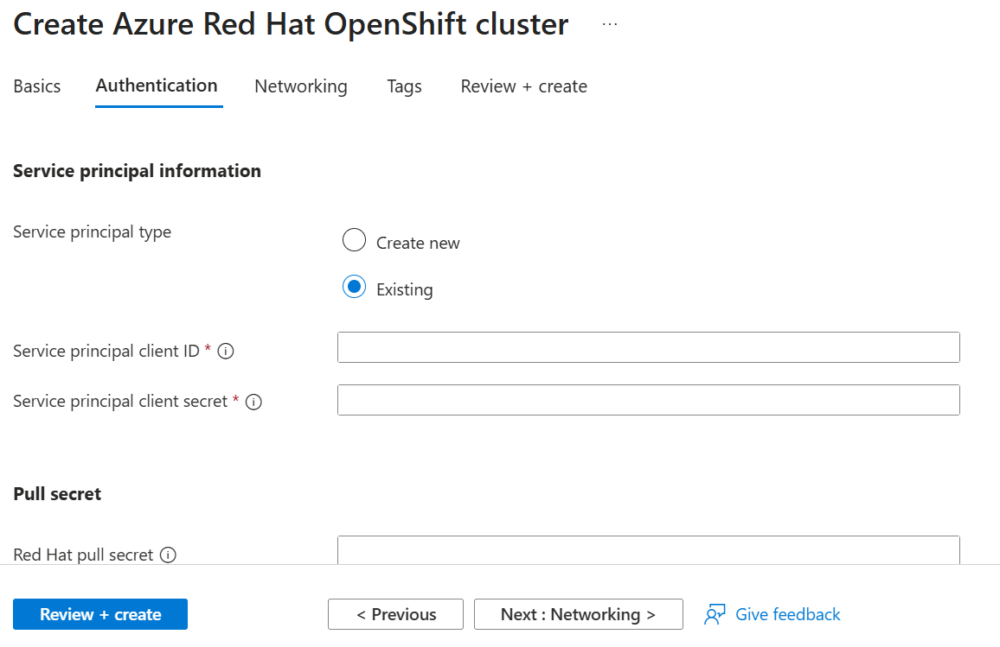 Create Azure Red Hat OpenShift cluster ...
Basics Authentication Networking Tags Review + create
Service principal information
Service principal type
Create new
Existing
Service principal client ID *
Service principal client secret *
Pull secret
Red Hat pull secret
Review + create < Previous Next : Networking > Give feedback